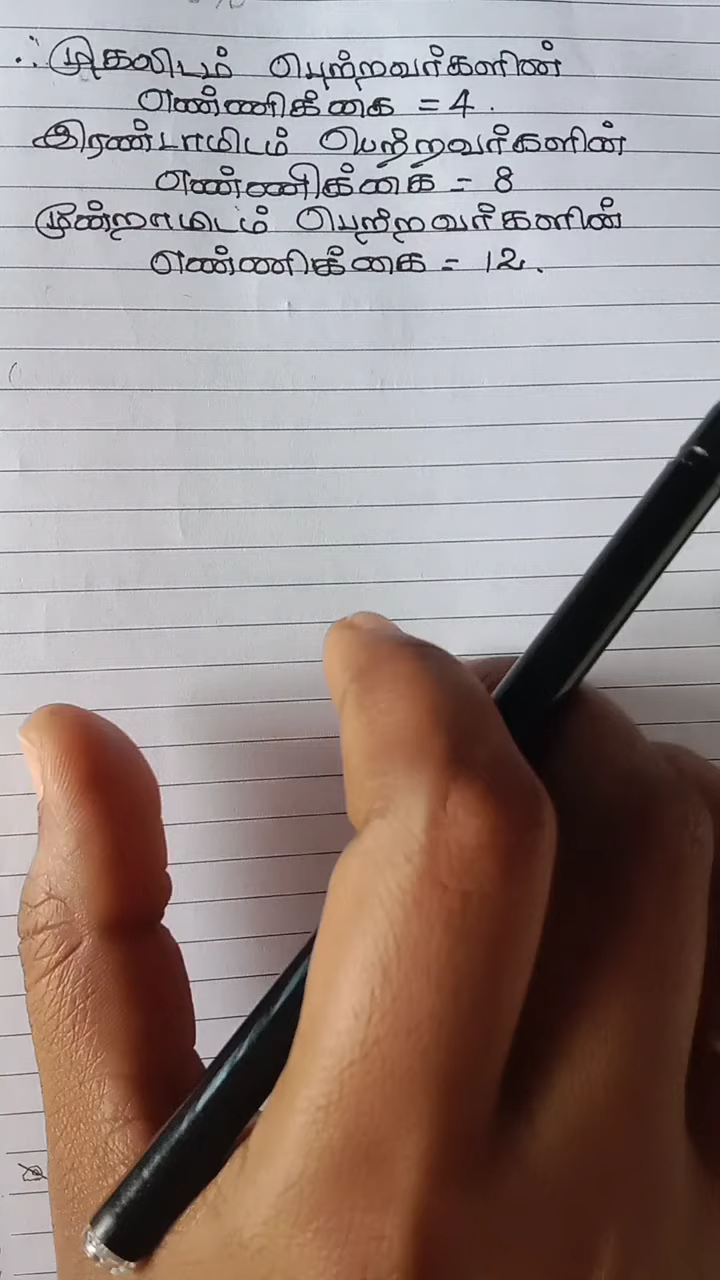 ∴ முதலிடம் பெற்றவர்களின்
எண்ணிக்கை = 4.
இரண்டாமிடம் பெற்றவர்களின்
எண்ணிக்கை = 8
மூன்றாமிடம் பெற்றவர்களின்
எண்ணிக்கை = 12.